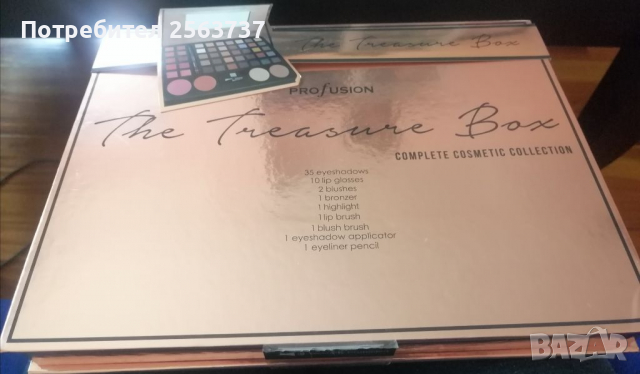 Потребител 2563737
The Treasure Box
PROFUSION
The Treasure Box
COMPLETE COSMETIC COLLECTION
35 eyeshadows
10 lip glosses
2 blushes
1 bronzer
1 highlight
1 lip brush
1 blush brush
1 eyeshadow applicator
1 eyeliner pencil
BAZAR